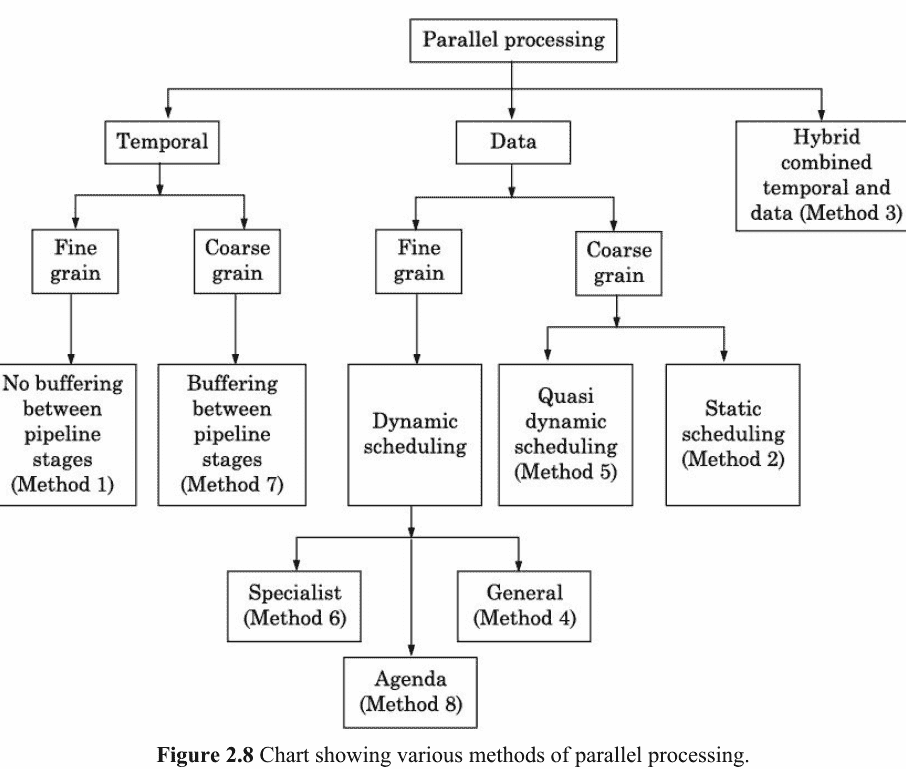 Parallel processing
Temporal
Data
Hybrid
combined
temporal and
data (Method 3)
Fine
grain
Coarse
grain
Fine
grain
Coarse
grain
No buffering
between
pipeline
stages
(Method 1)
Buffering
between
pipeline
stages
(Method 7)
Dynamic
scheduling
Quasi
dynamic
scheduling
(Method 5)
Static
scheduling
(Method 2)
Specialist
(Method 6)
General
(Method 4)
Agenda
(Method 8)
Figure 2.8 Chart showing various methods of parallel processing.